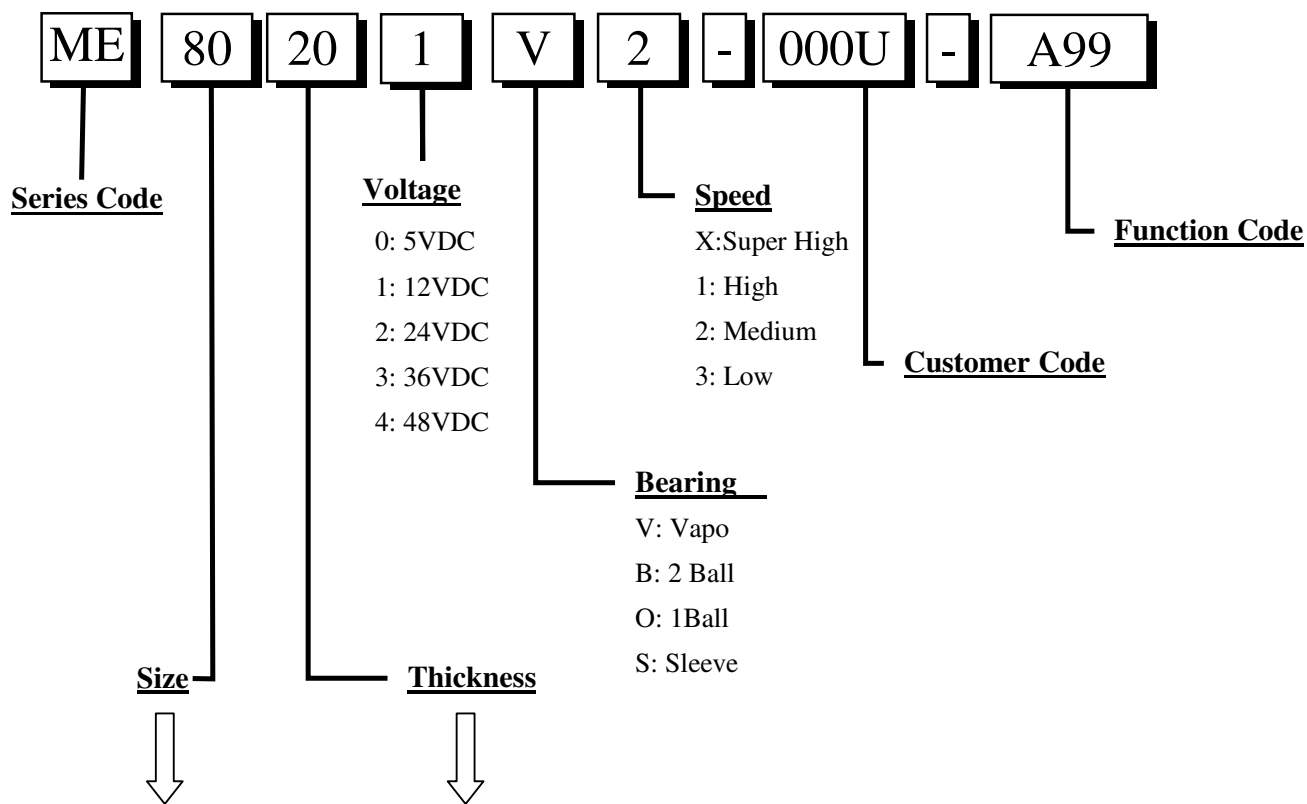 ME 80 20 1 V 2 - 000U - A99
Series Code
Voltage
0: 5VDC
1: 12VDC
2: 24VDC
3: 36VDC
4: 48VDC
Speed
X:Super High
1: High
2: Medium
3: Low
Function Code
Customer Code
Bearing
V: Vapo
B: 2 Ball
O: 1Ball
S: Sleeve
Size
Thickness